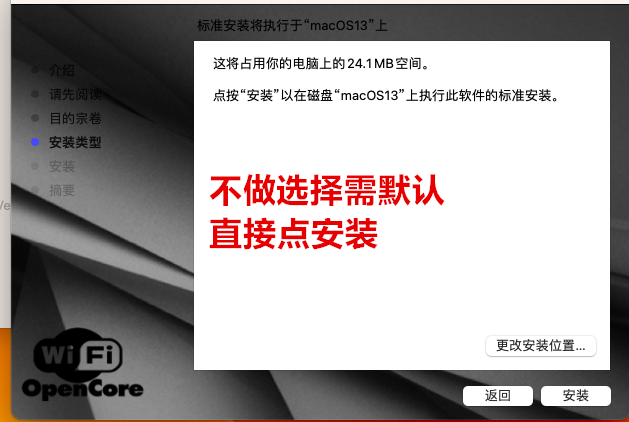 标准安装将执行于“macOS13”上
介绍
请先阅读
目的宗卷
安装类型
安装
摘要
这将占用你的电脑上的24.1 MB空间。
点按“安装”以在磁盘“macOS13”上执行此软件的标准安装。
不做选择需默认
直接点安装
更改安装位置...
WiFi
OpenCore
返回
安装